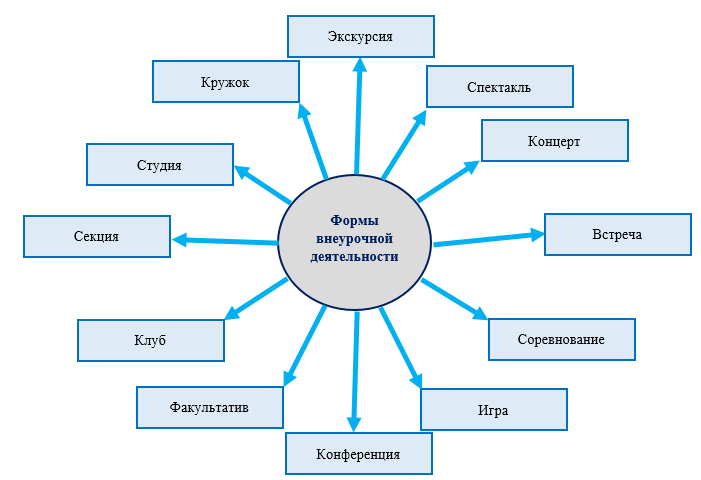 Экскурсия
Кружок
Спектакль
Концерт
Студия
Формы
внеурочной
деятельности
Секция
Встреча
Клуб
Соревнование
Факультатив
Игра
Конференция